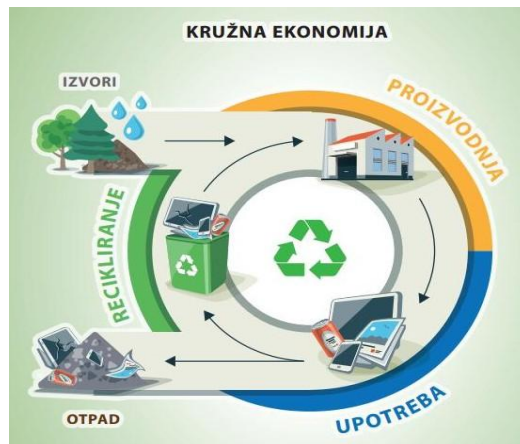 KRUŽNA EKONOMIJA
IZVORI
PROIZVODNJA
RECIKLIRANJE
OTPAD
UPOTREBA